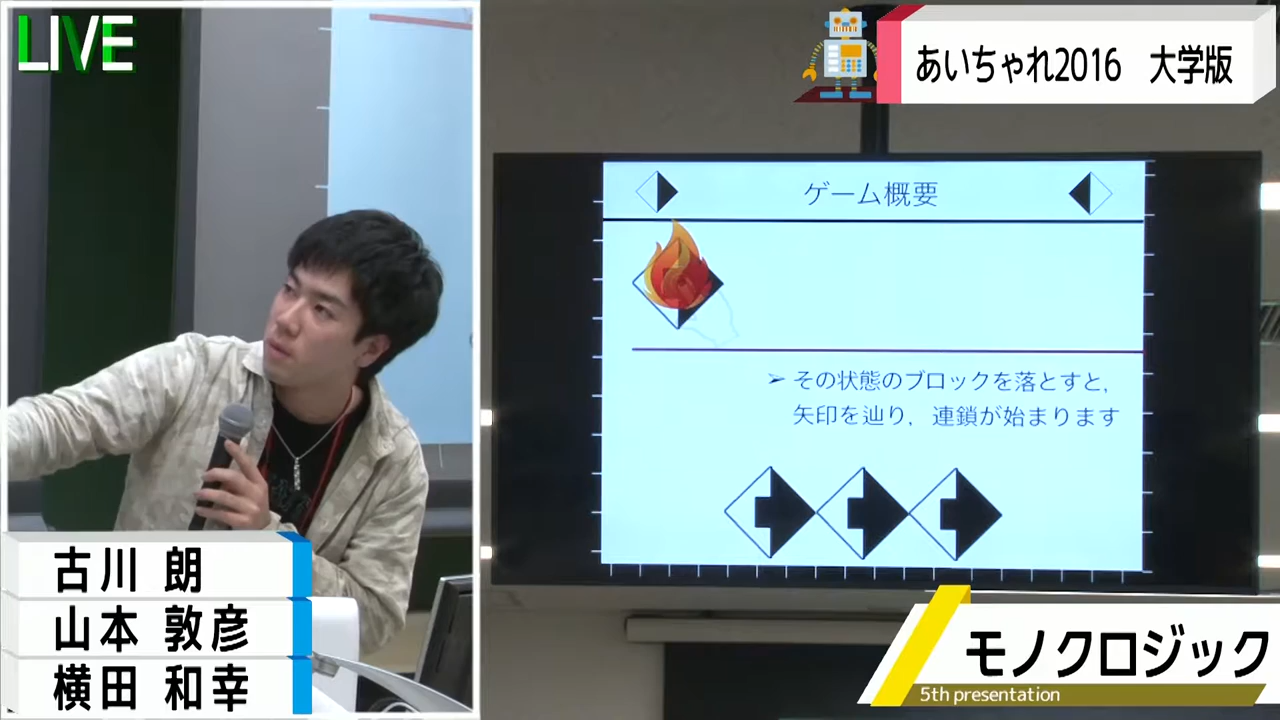 LIVE
あいちゃれ2016 大学版
ゲーム概要
➢ その状態のブロックを落とすと,
矢印を辿り, 連鎖が始まります
古川 朗
山本 敦彦
横田 和幸
モノクロジック
5th presentation